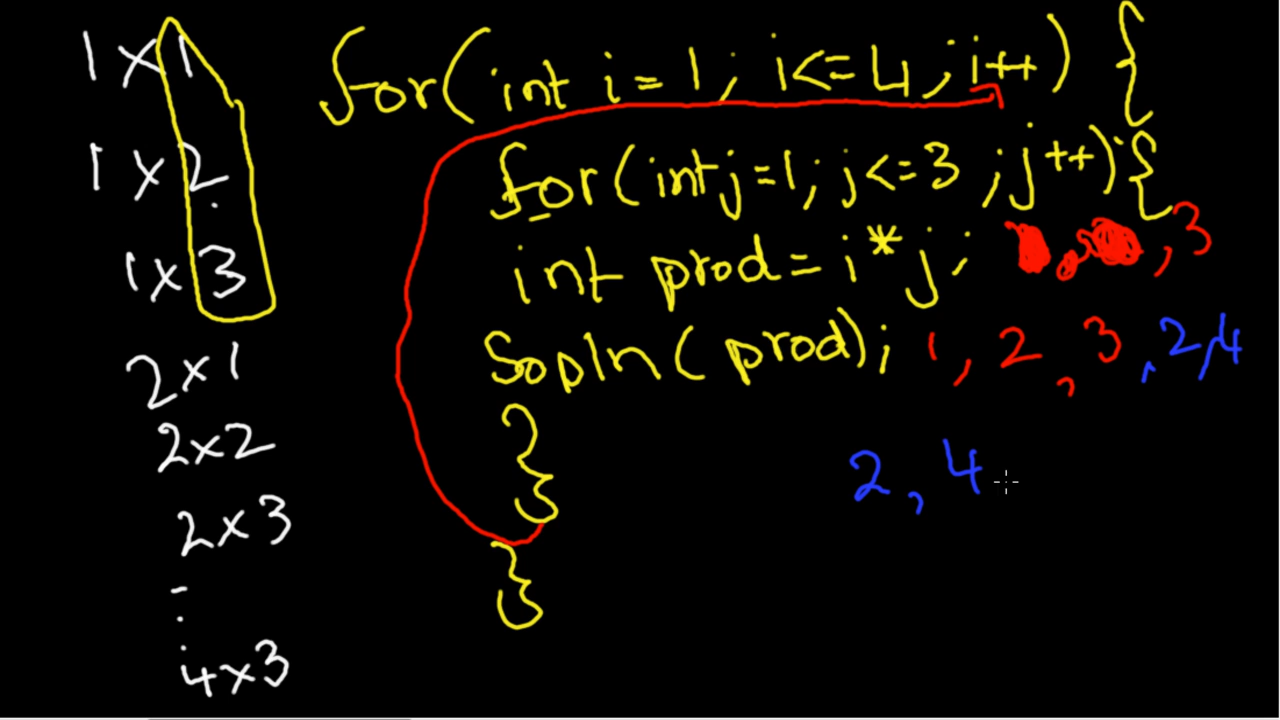 1 x 1
1 x 2
1 x 3
2 x 1
2 x 2
2 x 3
:
4 x 3
for(int i = 1; i<=4; i++) {
for(int j=1; j<=3; j++){
int prod = i*j; , 3
Sopln(prod); 1, 2, 3, 2, 4
}
}
2, 4